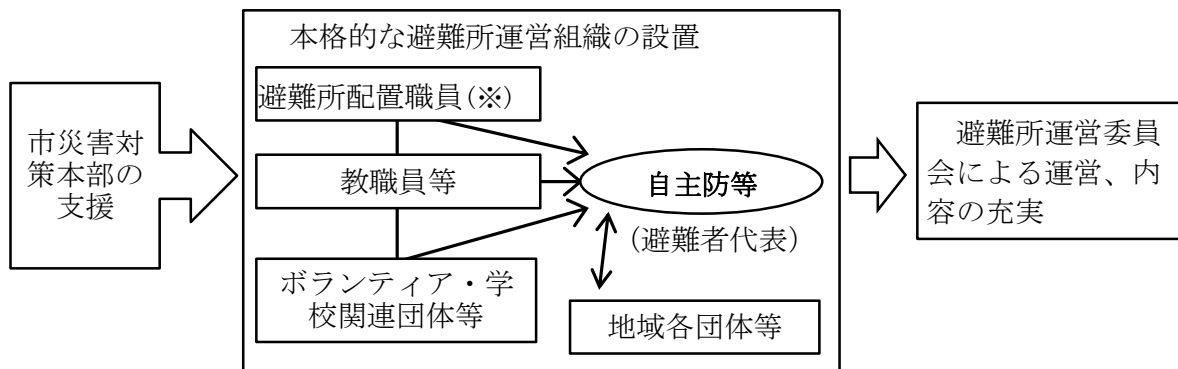 本格的な避難所運営組織の設置
市災害対
策本部の
支援
避難所配置職員(※)
教職員等
ボランティア・学
校関連団体等
自主防等
(避難者代表)
地域各団体等
避難所運営委員
会による運営、内
容の充実